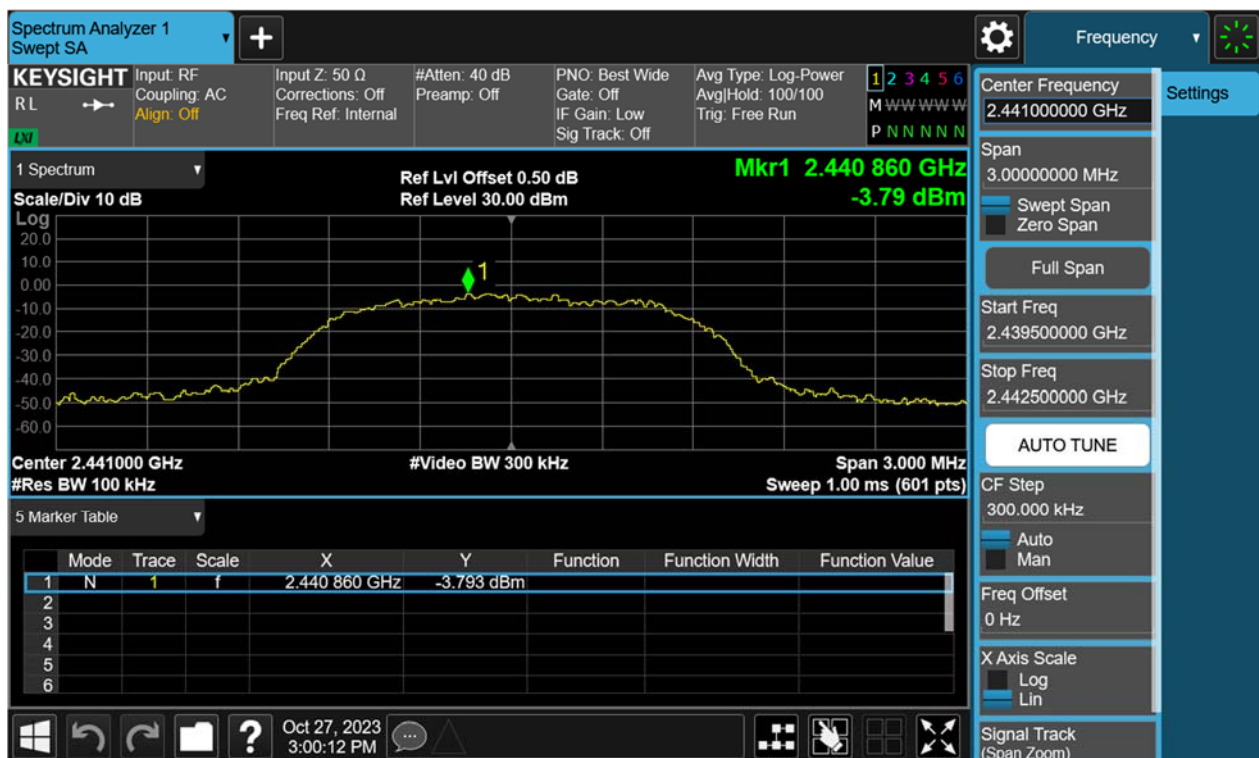 Spectrum Analyzer 1
Swept SA
+
Frequency
KEYSIGHT
RL
LXI
Input: RF
Coupling: AC
Align: Off
Input Z: 50 Ω
Corrections: Off
Freq Ref: Internal
#Atten: 40 dB
Preamp: Off
PNO: Best Wide
Gate: Off
IF Gain: Low
Sig Track: Off
Avg Type: Log-Power
Avg|Hold: 100/100
Trig: Free Run
1 2 3 4 5 6
M W W W W W
P N N N N N
1 Spectrum
Scale/Div 10 dB
Ref Lvl Offset 0.50 dB
Ref Level 30.00 dBm
Mkr1 2.440 860 GHz
-3.79 dBm
Log
20.0
10.0
0.00
-10.0
-20.0
-30.0
-40.0
-50.0
-60.0
1
Center 2.441000 GHz
#Video BW 300 kHz
Span 3.000 MHz
#Res BW 100 kHz
Sweep 1.00 ms (601 pts)
5 Marker Table
Mode Trace Scale X Y Function Function Width Function Value
1 N 1 f 2.440 860 GHz -3.793 dBm
2
3
4
5
6
?
Oct 27, 2023
3:00:12 PM
Center Frequency
2.441000000 GHz
Settings
Span
3.00000000 MHz
Swept Span
Zero Span
Full Span
Start Freq
2.439500000 GHz
Stop Freq
2.442500000 GHz
AUTO TUNE
CF Step
300.000 kHz
Auto
Man
Freq Offset
0 Hz
X Axis Scale
Log
Lin
Signal Track
(Span Zoom)